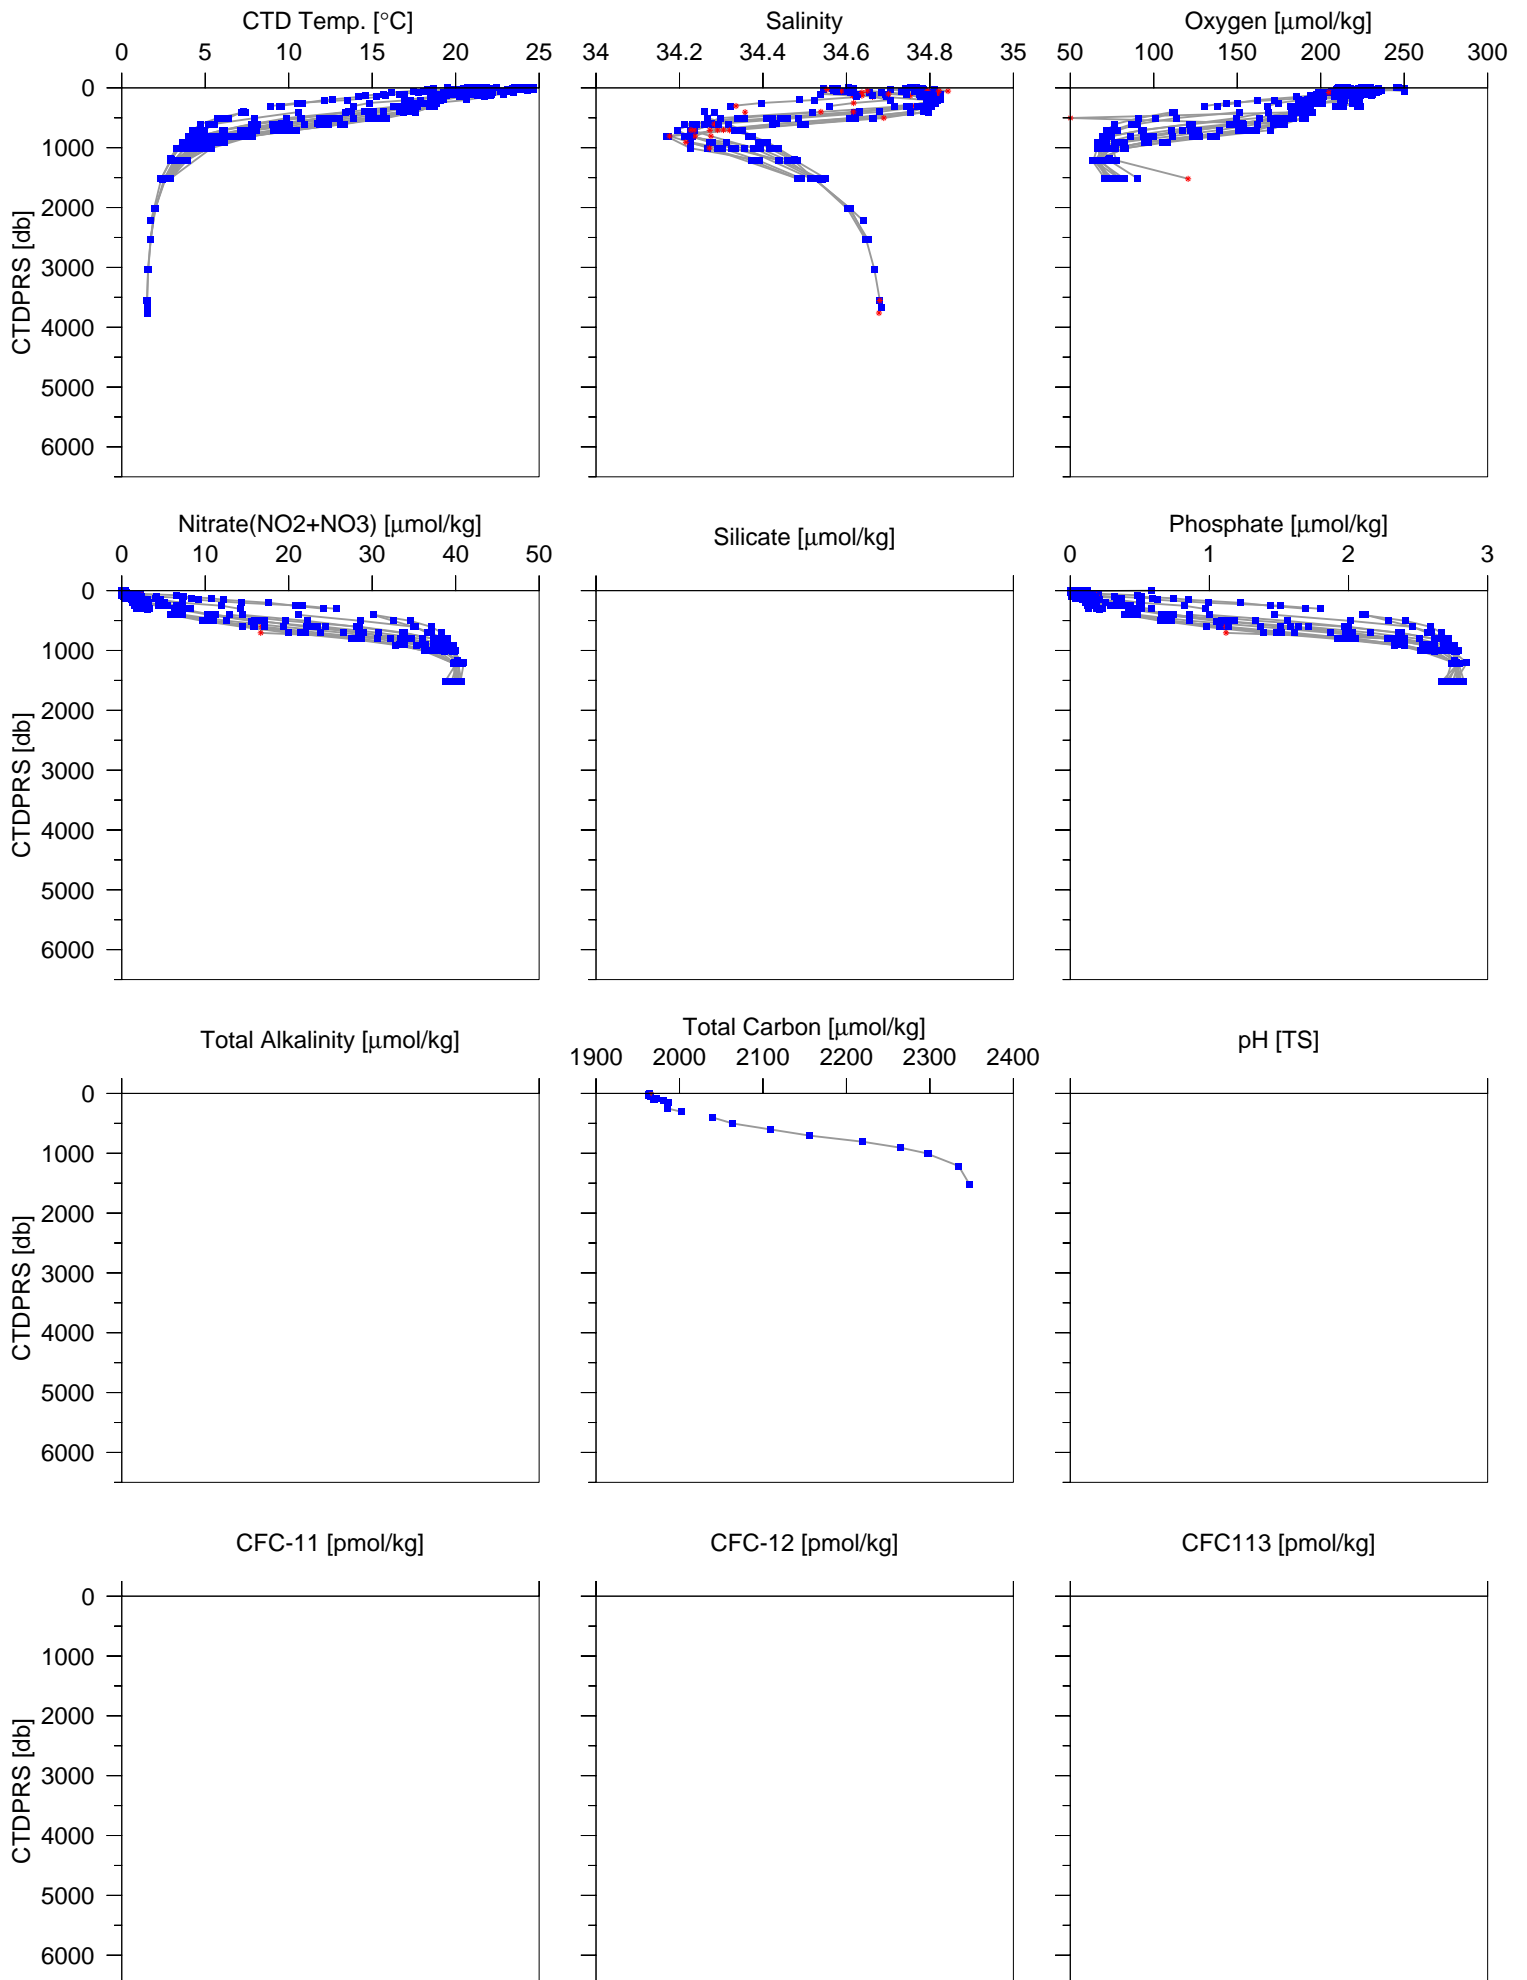 CTD Temp. [°C] Salinity Oxygen [μmol/kg]
0 5 10 15 20 25 34 34.2 34.4 34.6 34.8 35 50 100 150 200 250 300
0
1000
2000
3000
4000
5000
6000
CTDPRS [db]
Nitrate(NO2+NO3) [μmol/kg] Silicate [μmol/kg] Phosphate [μmol/kg]
0 10 20 30 40 50 0 1 2 3
0
1000
2000
3000
4000
5000
6000
CTDPRS [db]
Total Alkalinity [μmol/kg] Total Carbon [μmol/kg] pH [TS]
1900 2000 2100 2200 2300 2400
0
1000
2000
3000
4000
5000
6000
CTDPRS [db]
CFC-11 [pmol/kg] CFC-12 [pmol/kg] CFC113 [pmol/kg]
0
1000
2000
3000
4000
5000
6000
CTDPRS [db]